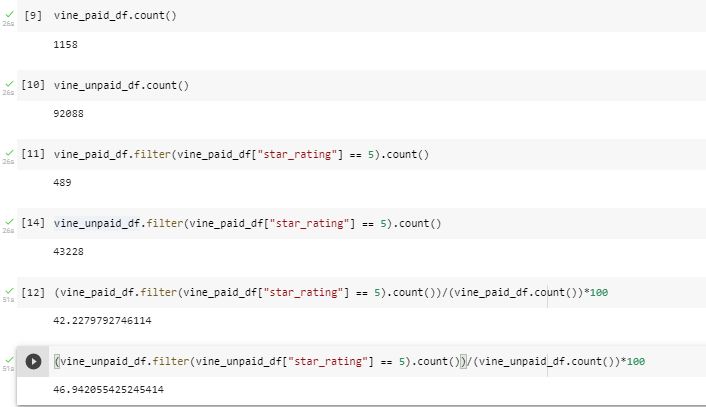 [9] vine_paid_df.count()
26s
1158
[10] vine_unpaid_df.count()
26s
92088
[11] vine_paid_df.filter(vine_paid_df["star_rating"] == 5).count()
26s
489
[14] vine_unpaid_df.filter(vine_paid_df["star_rating"] == 5).count()
26s
43228
[12] (vine_paid_df.filter(vine_paid_df["star_rating"] == 5).count())/(vine_paid_df.count())*100
51s
42.2279792746114
(vine_unpaid_df.filter(vine_unpaid_df["star_rating"] == 5).count())/(vine_unpaid_df.count())*100
51s
46.942055425245414